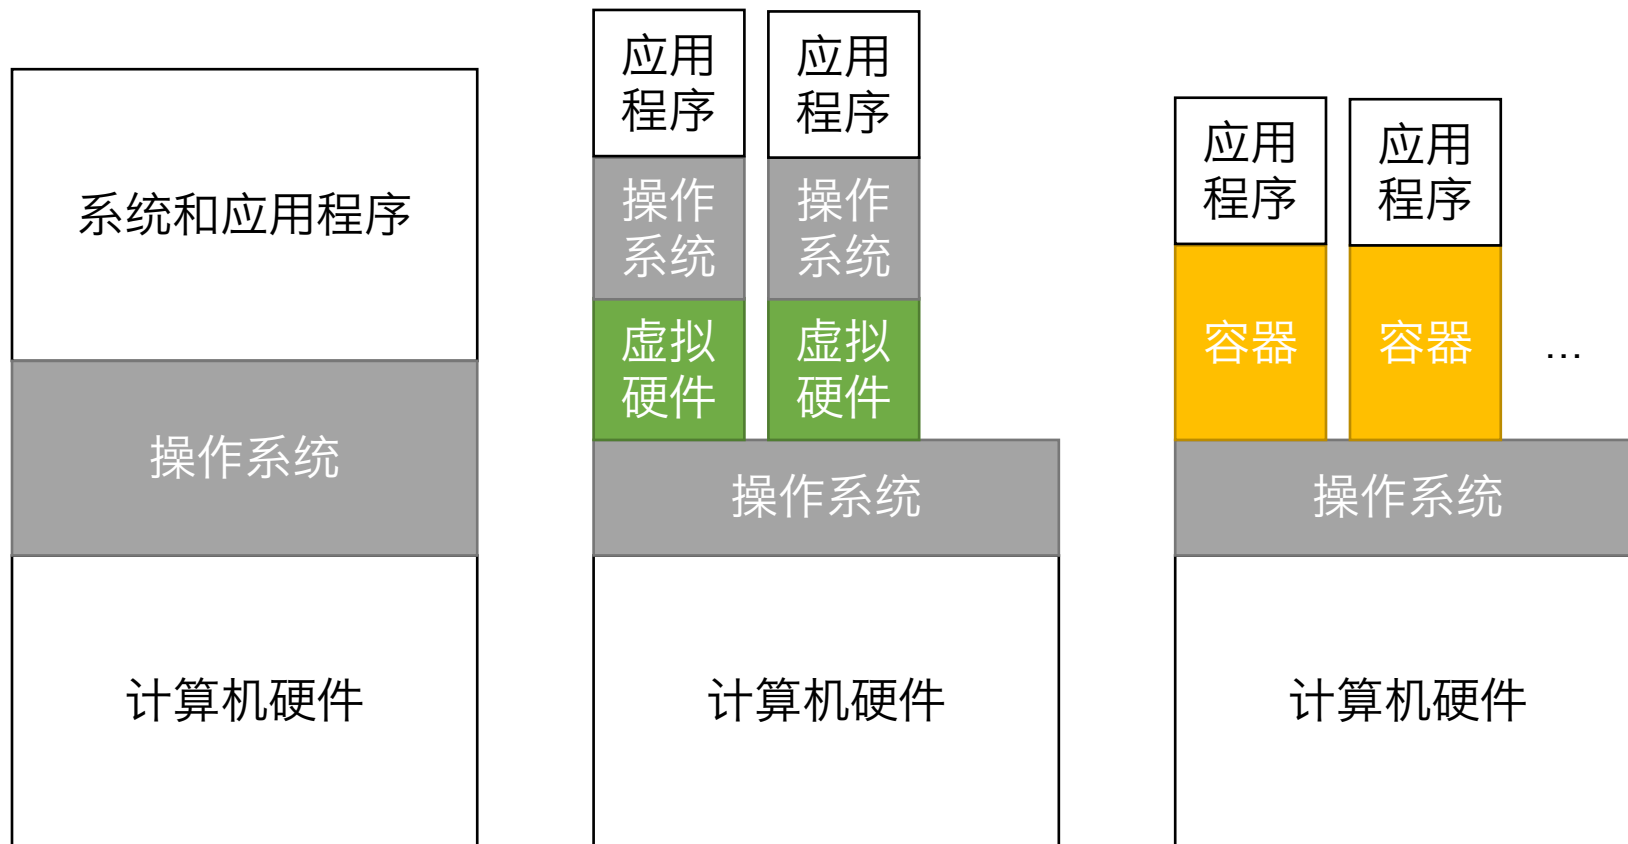 系统和应用程序
操作系统
计算机硬件
应用
程序
操作
系统
虚拟
硬件
应用
程序
操作
系统
虚拟
硬件
操作系统
计算机硬件
应用
程序
容器
应用
程序
容器
...
操作系统
计算机硬件